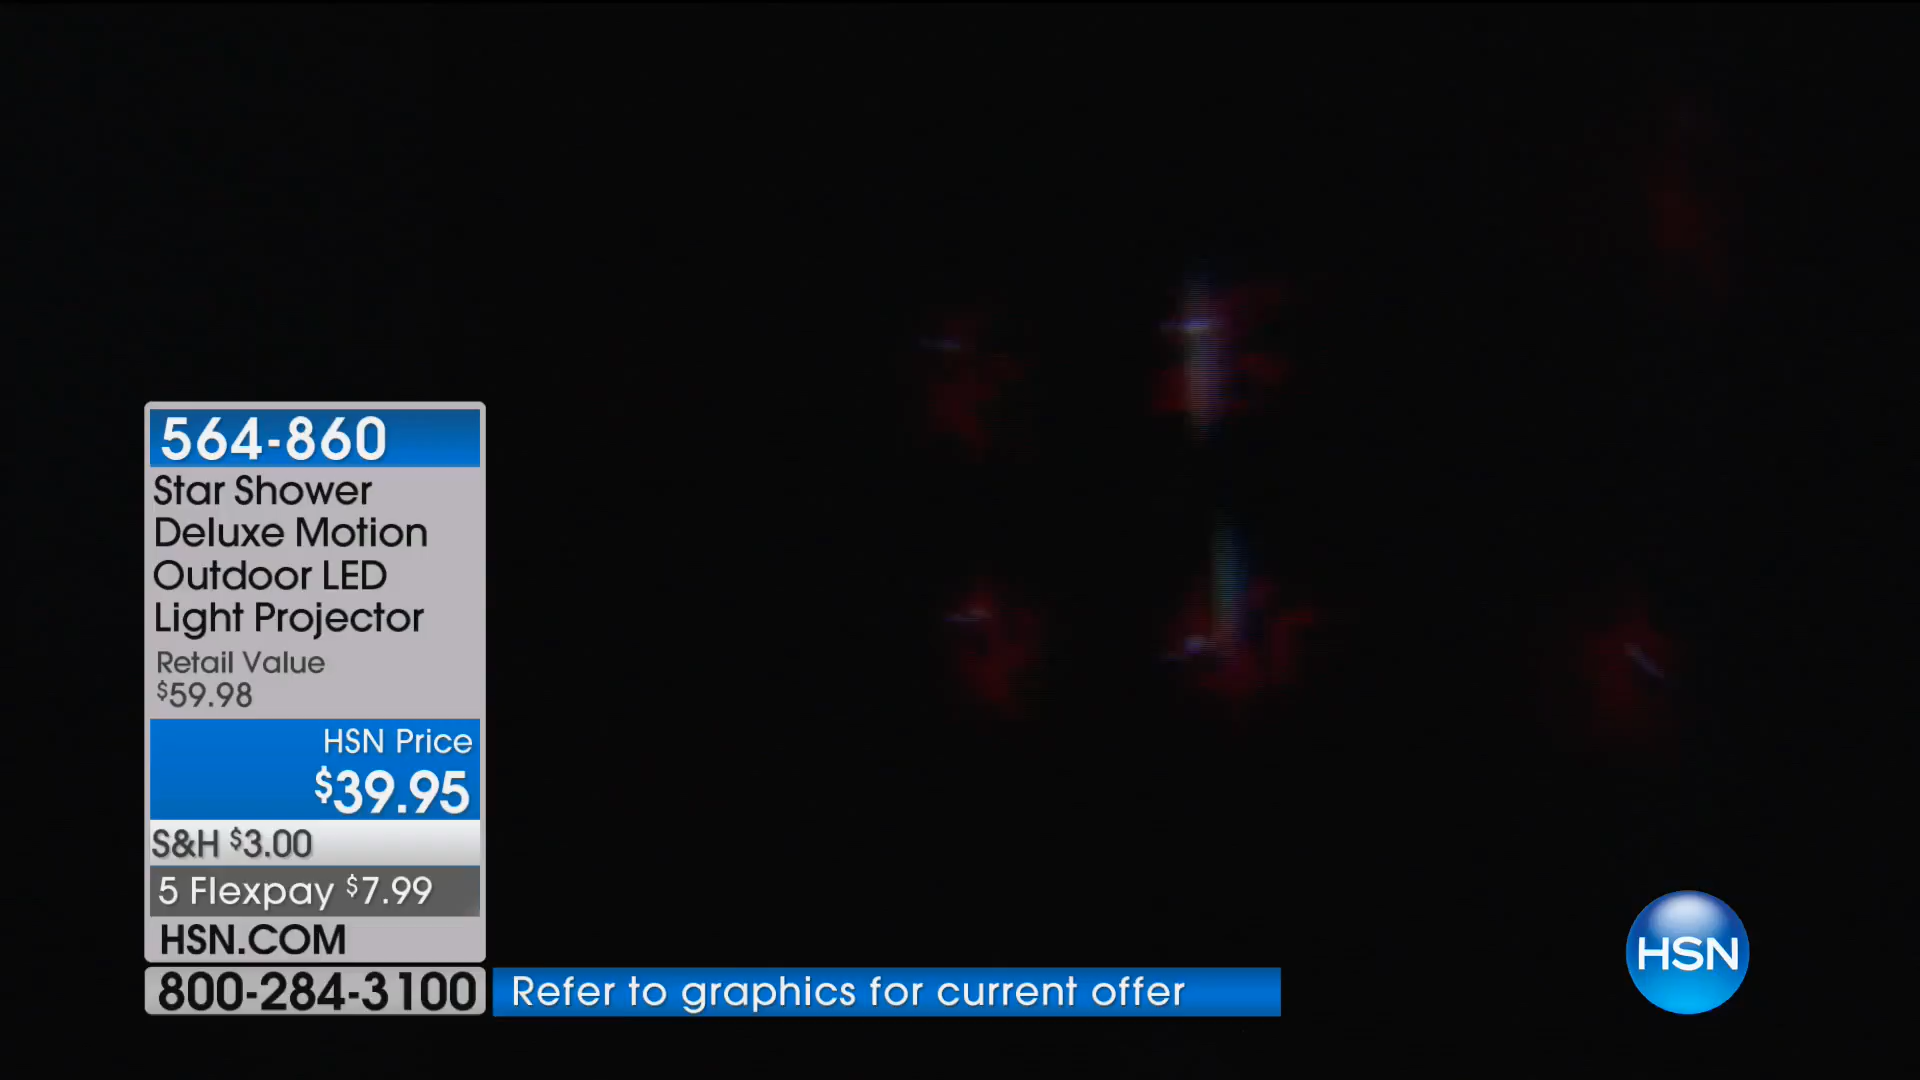 564-860
Star Shower
Deluxe Motion
Outdoor LED
Light Projector
Retail Value
$59.98
HSN Price
$39.95
S&H $3.00
5 Flexpay $7.99
HSN.COM
800-284-3100
Refer to graphics for current offer
HSN